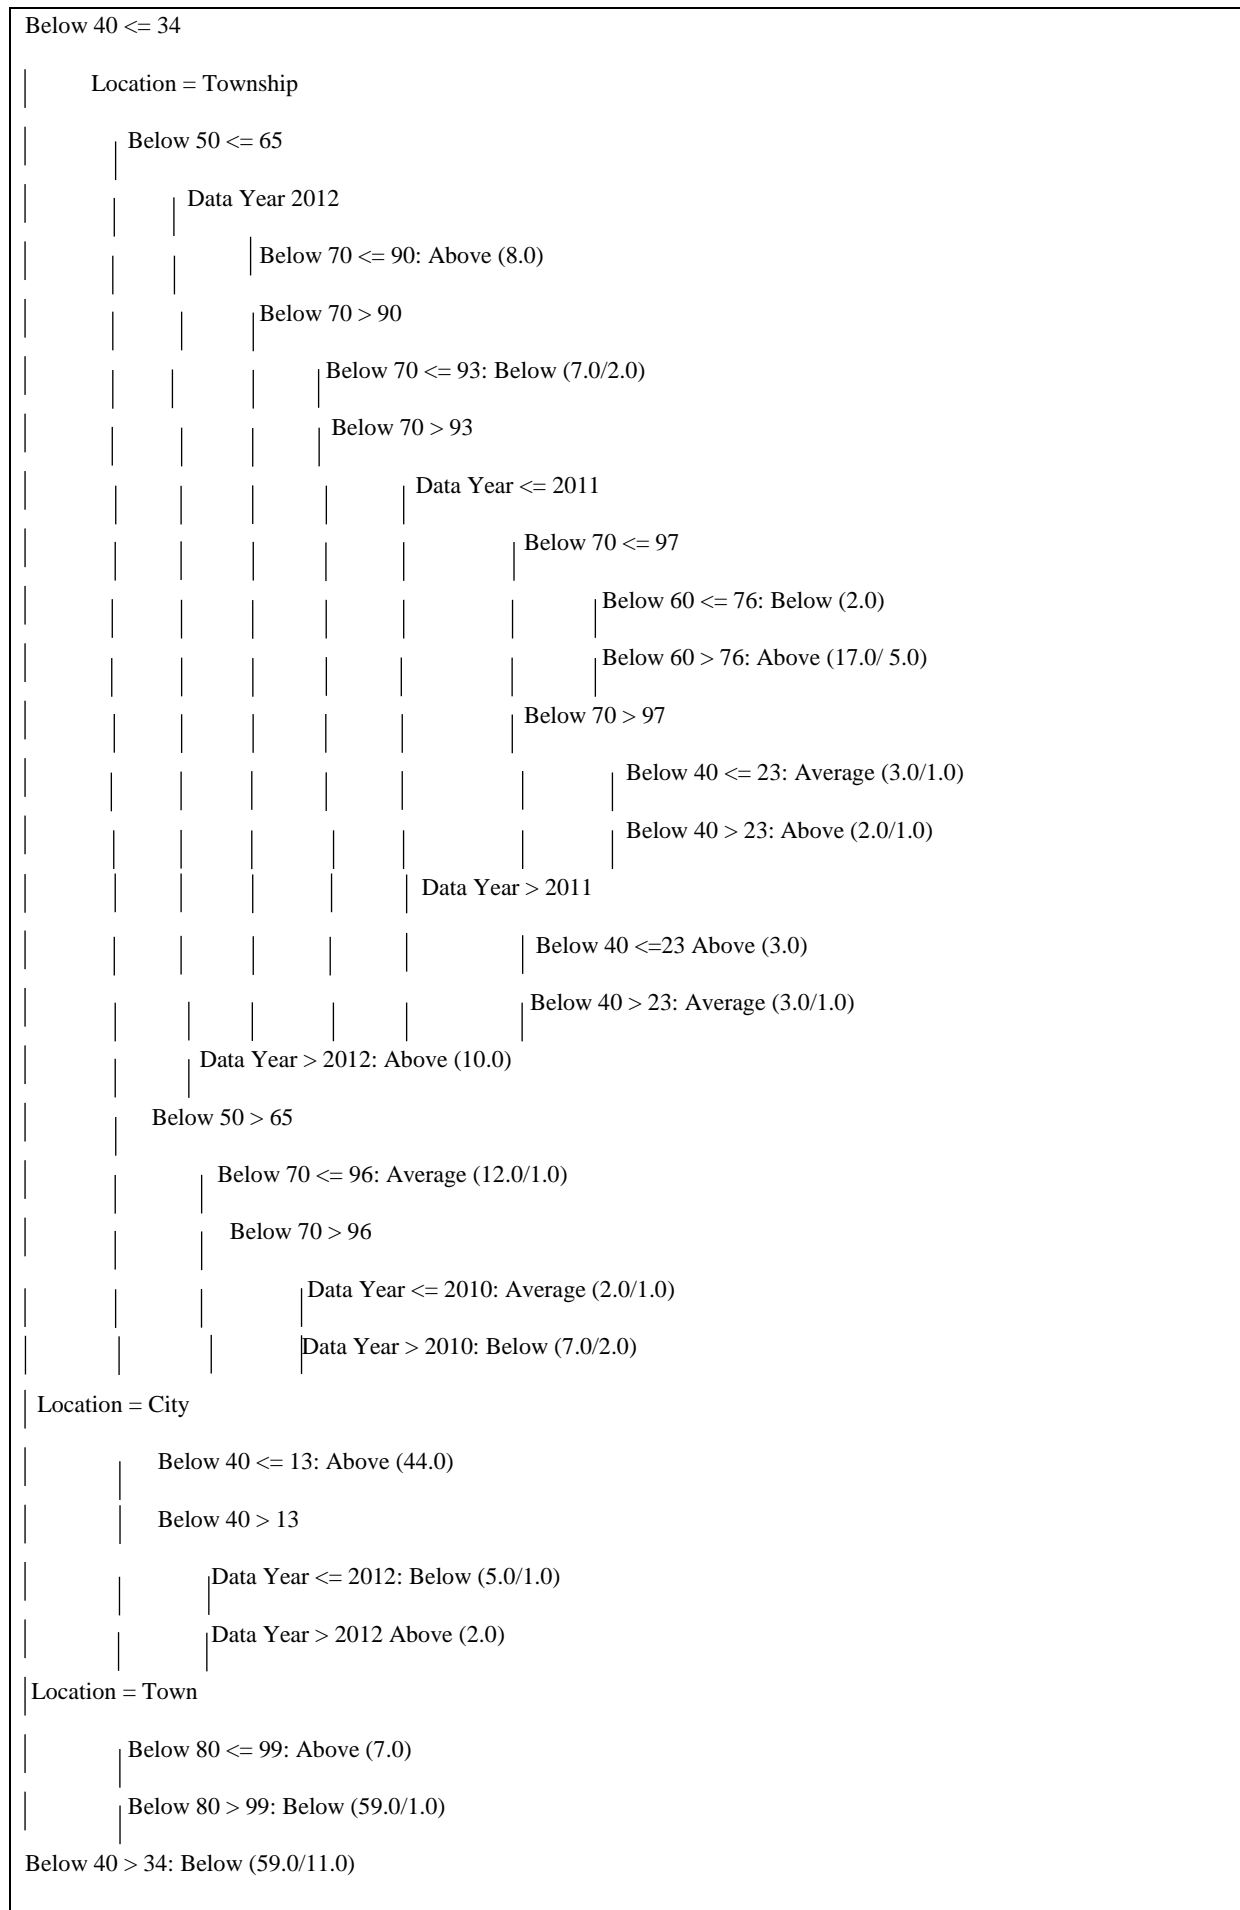 Below 40 <= 34
Location = Township
Below 50 <= 65
Data Year 2012
Below 70 <= 90: Above (8.0)
Below 70 > 90
Below 70 <= 93: Below (7.0/2.0)
Below 70 > 93
Data Year <= 2011
Below 70 <= 97
Below 60 <= 76: Below (2.0)
Below 60 > 76: Above (17.0/ 5.0)
Below 70 > 97
Below 40 <= 23: Average (3.0/1.0)
Below 40 > 23: Above (2.0/1.0)
Data Year > 2011
Below 40 <=23 Above (3.0)
Below 40 > 23: Average (3.0/1.0)
Data Year > 2012: Above (10.0)
Below 50 > 65
Below 70 <= 96: Average (12.0/1.0)
Below 70 > 96
Data Year <= 2010: Average (2.0/1.0)
Data Year > 2010: Below (7.0/2.0)
Location = City
Below 40 <= 13: Above (44.0)
Below 40 > 13
Data Year <= 2012: Below (5.0/1.0)
Data Year > 2012 Above (2.0)
Location = Town
Below 80 <= 99: Above (7.0)
Below 80 > 99: Below (59.0/1.0)
Below 40 > 34: Below (59.0/11.0)